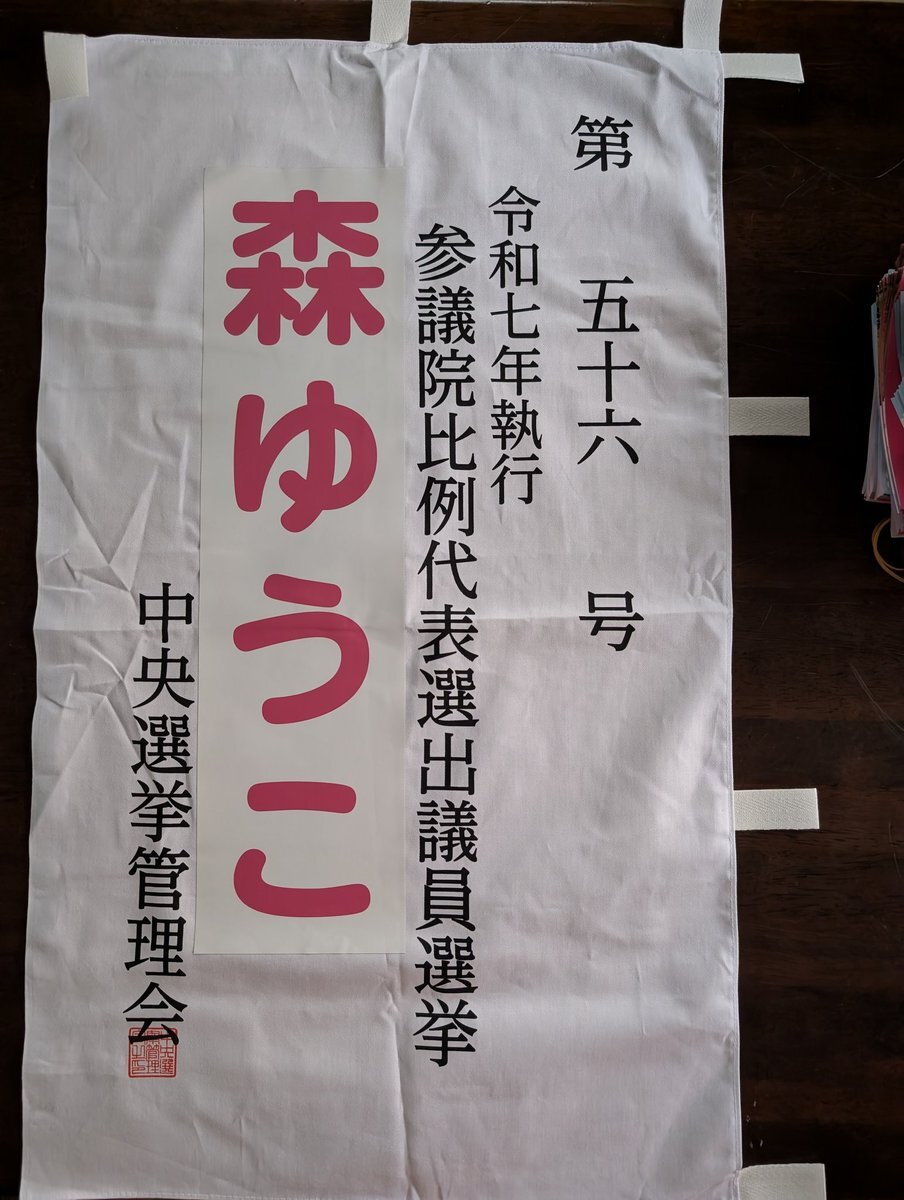 第五十六号
令和七年執行
参議院比例代表選出議員選挙
森ゆうこ
中央選挙管理会